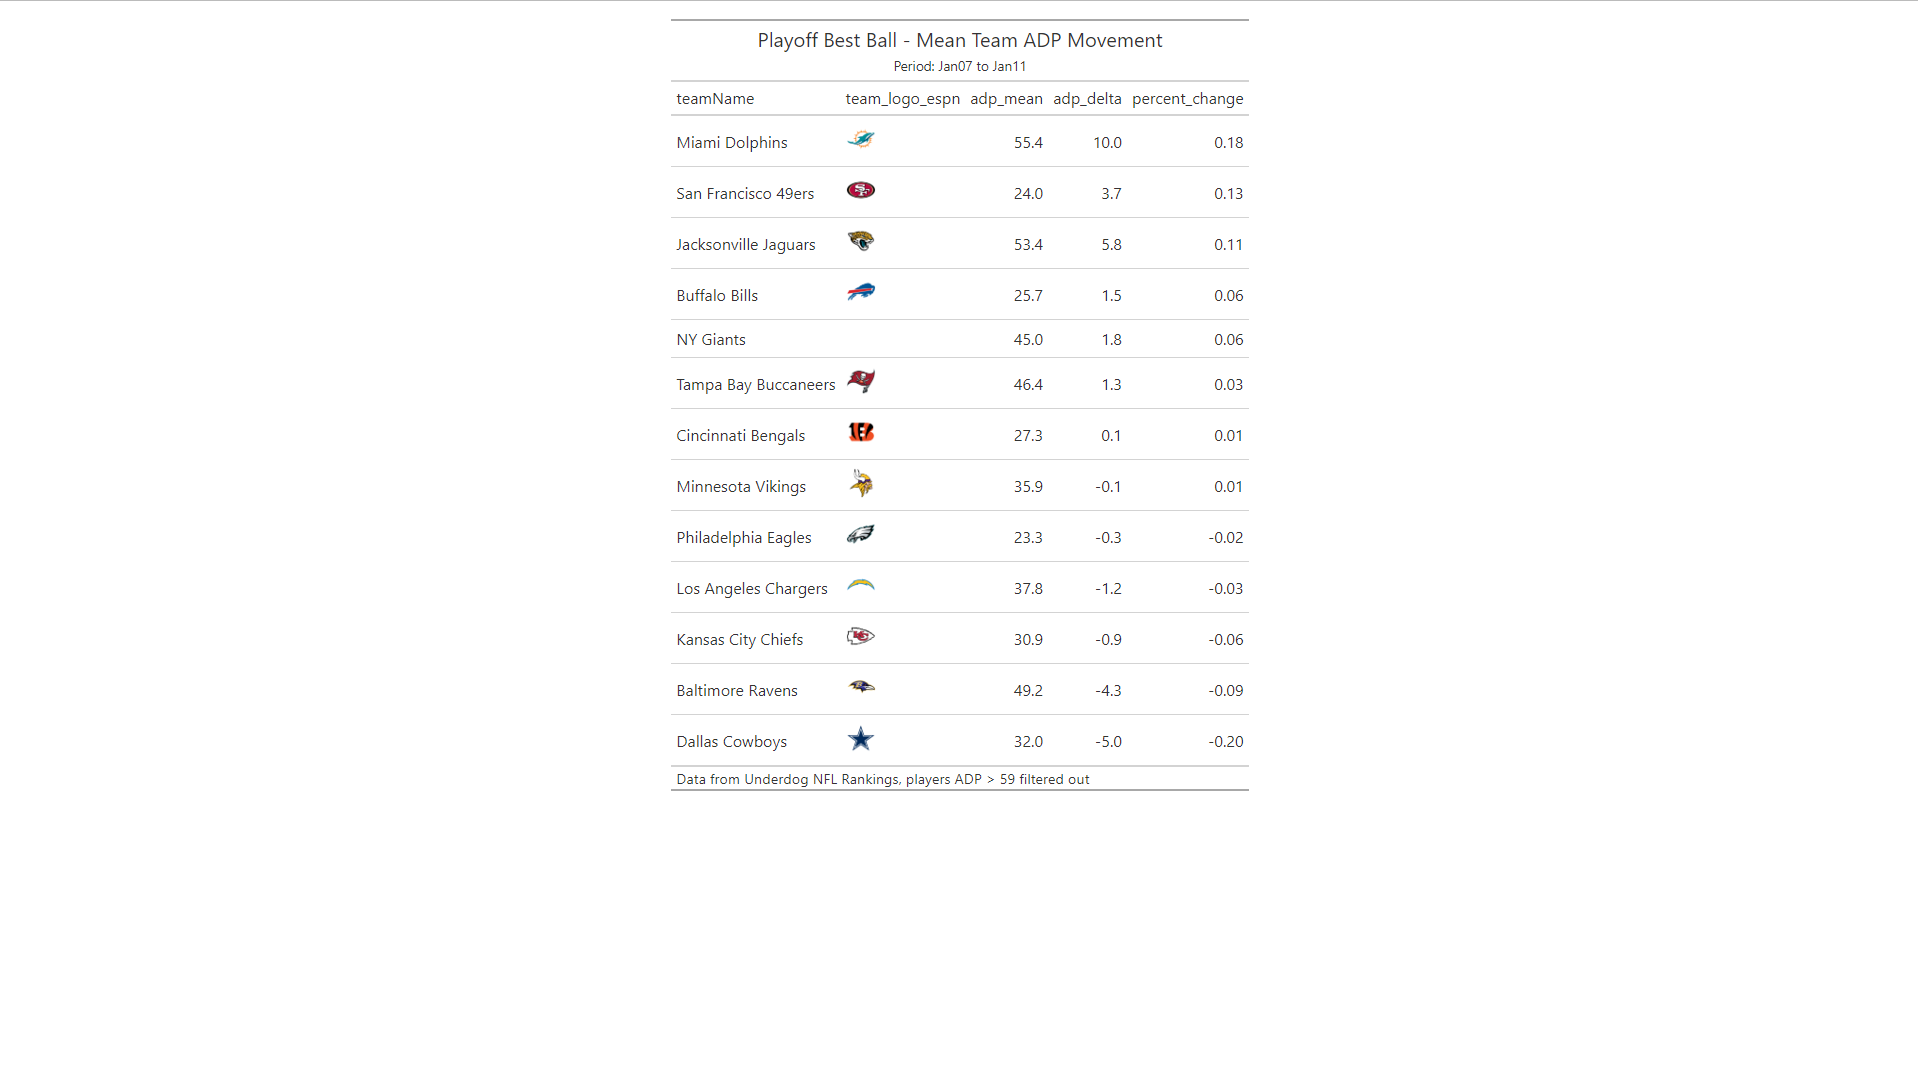 Playoff Best Ball - Mean Team ADP Movement
Period: Jan07 to Jan11
teamName team_logo_espn adp_mean adp_delta percent_change
Miami Dolphins 55.4 10.0 0.18
San Francisco 49ers 24.0 3.7 0.13
Jacksonville Jaguars 53.4 5.8 0.11
Buffalo Bills 25.7 1.5 0.06
NY Giants 45.0 1.8 0.06
Tampa Bay Buccaneers 46.4 1.3 0.03
Cincinnati Bengals 27.3 0.1 0.01
Minnesota Vikings 35.9 -0.1 0.01
Philadelphia Eagles 23.3 -0.3 -0.02
Los Angeles Chargers 37.8 -1.2 -0.03
Kansas City Chiefs 30.9 -0.9 -0.06
Baltimore Ravens 49.2 -4.3 -0.09
Dallas Cowboys 32.0 -5.0 -0.20
Data from Underdog NFL Rankings, players ADP > 59 filtered out